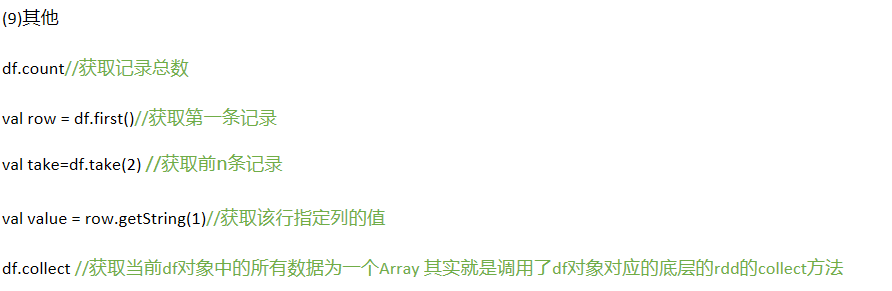 (9)其他
df.count//获取记录总数
val row = df.first()//获取第一条记录
val take=df.take(2) //获取前n条记录
val value = row.getString(1)//获取该行指定列的值
df.collect //获取当前df对象中的所有数据为一个Array 其实就是调用了df对象对应的底层的rdd的collect方法